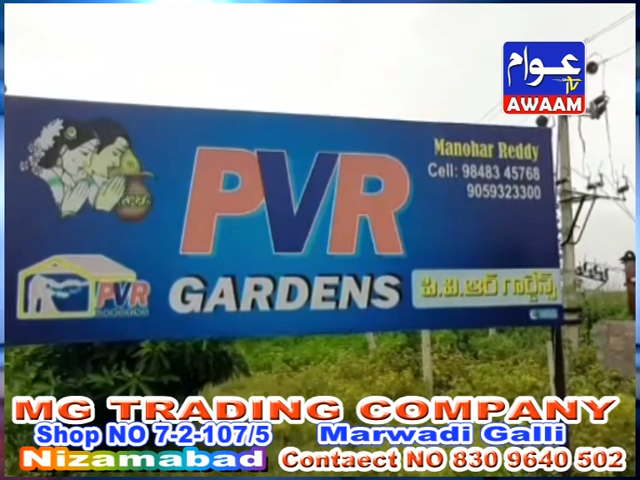 عوام
TV
AWAAM
Manohar Reddy
Cell: 98483 45768
9059323300
PVR
GARDENS
పి.వి.ఆర్ గార్డెన్స్
PVR
MG TRADING COMPANY
Shop NO 7-2-107/5 Marwadi Galli
Nizamabad Contaect NO 830 9640 502